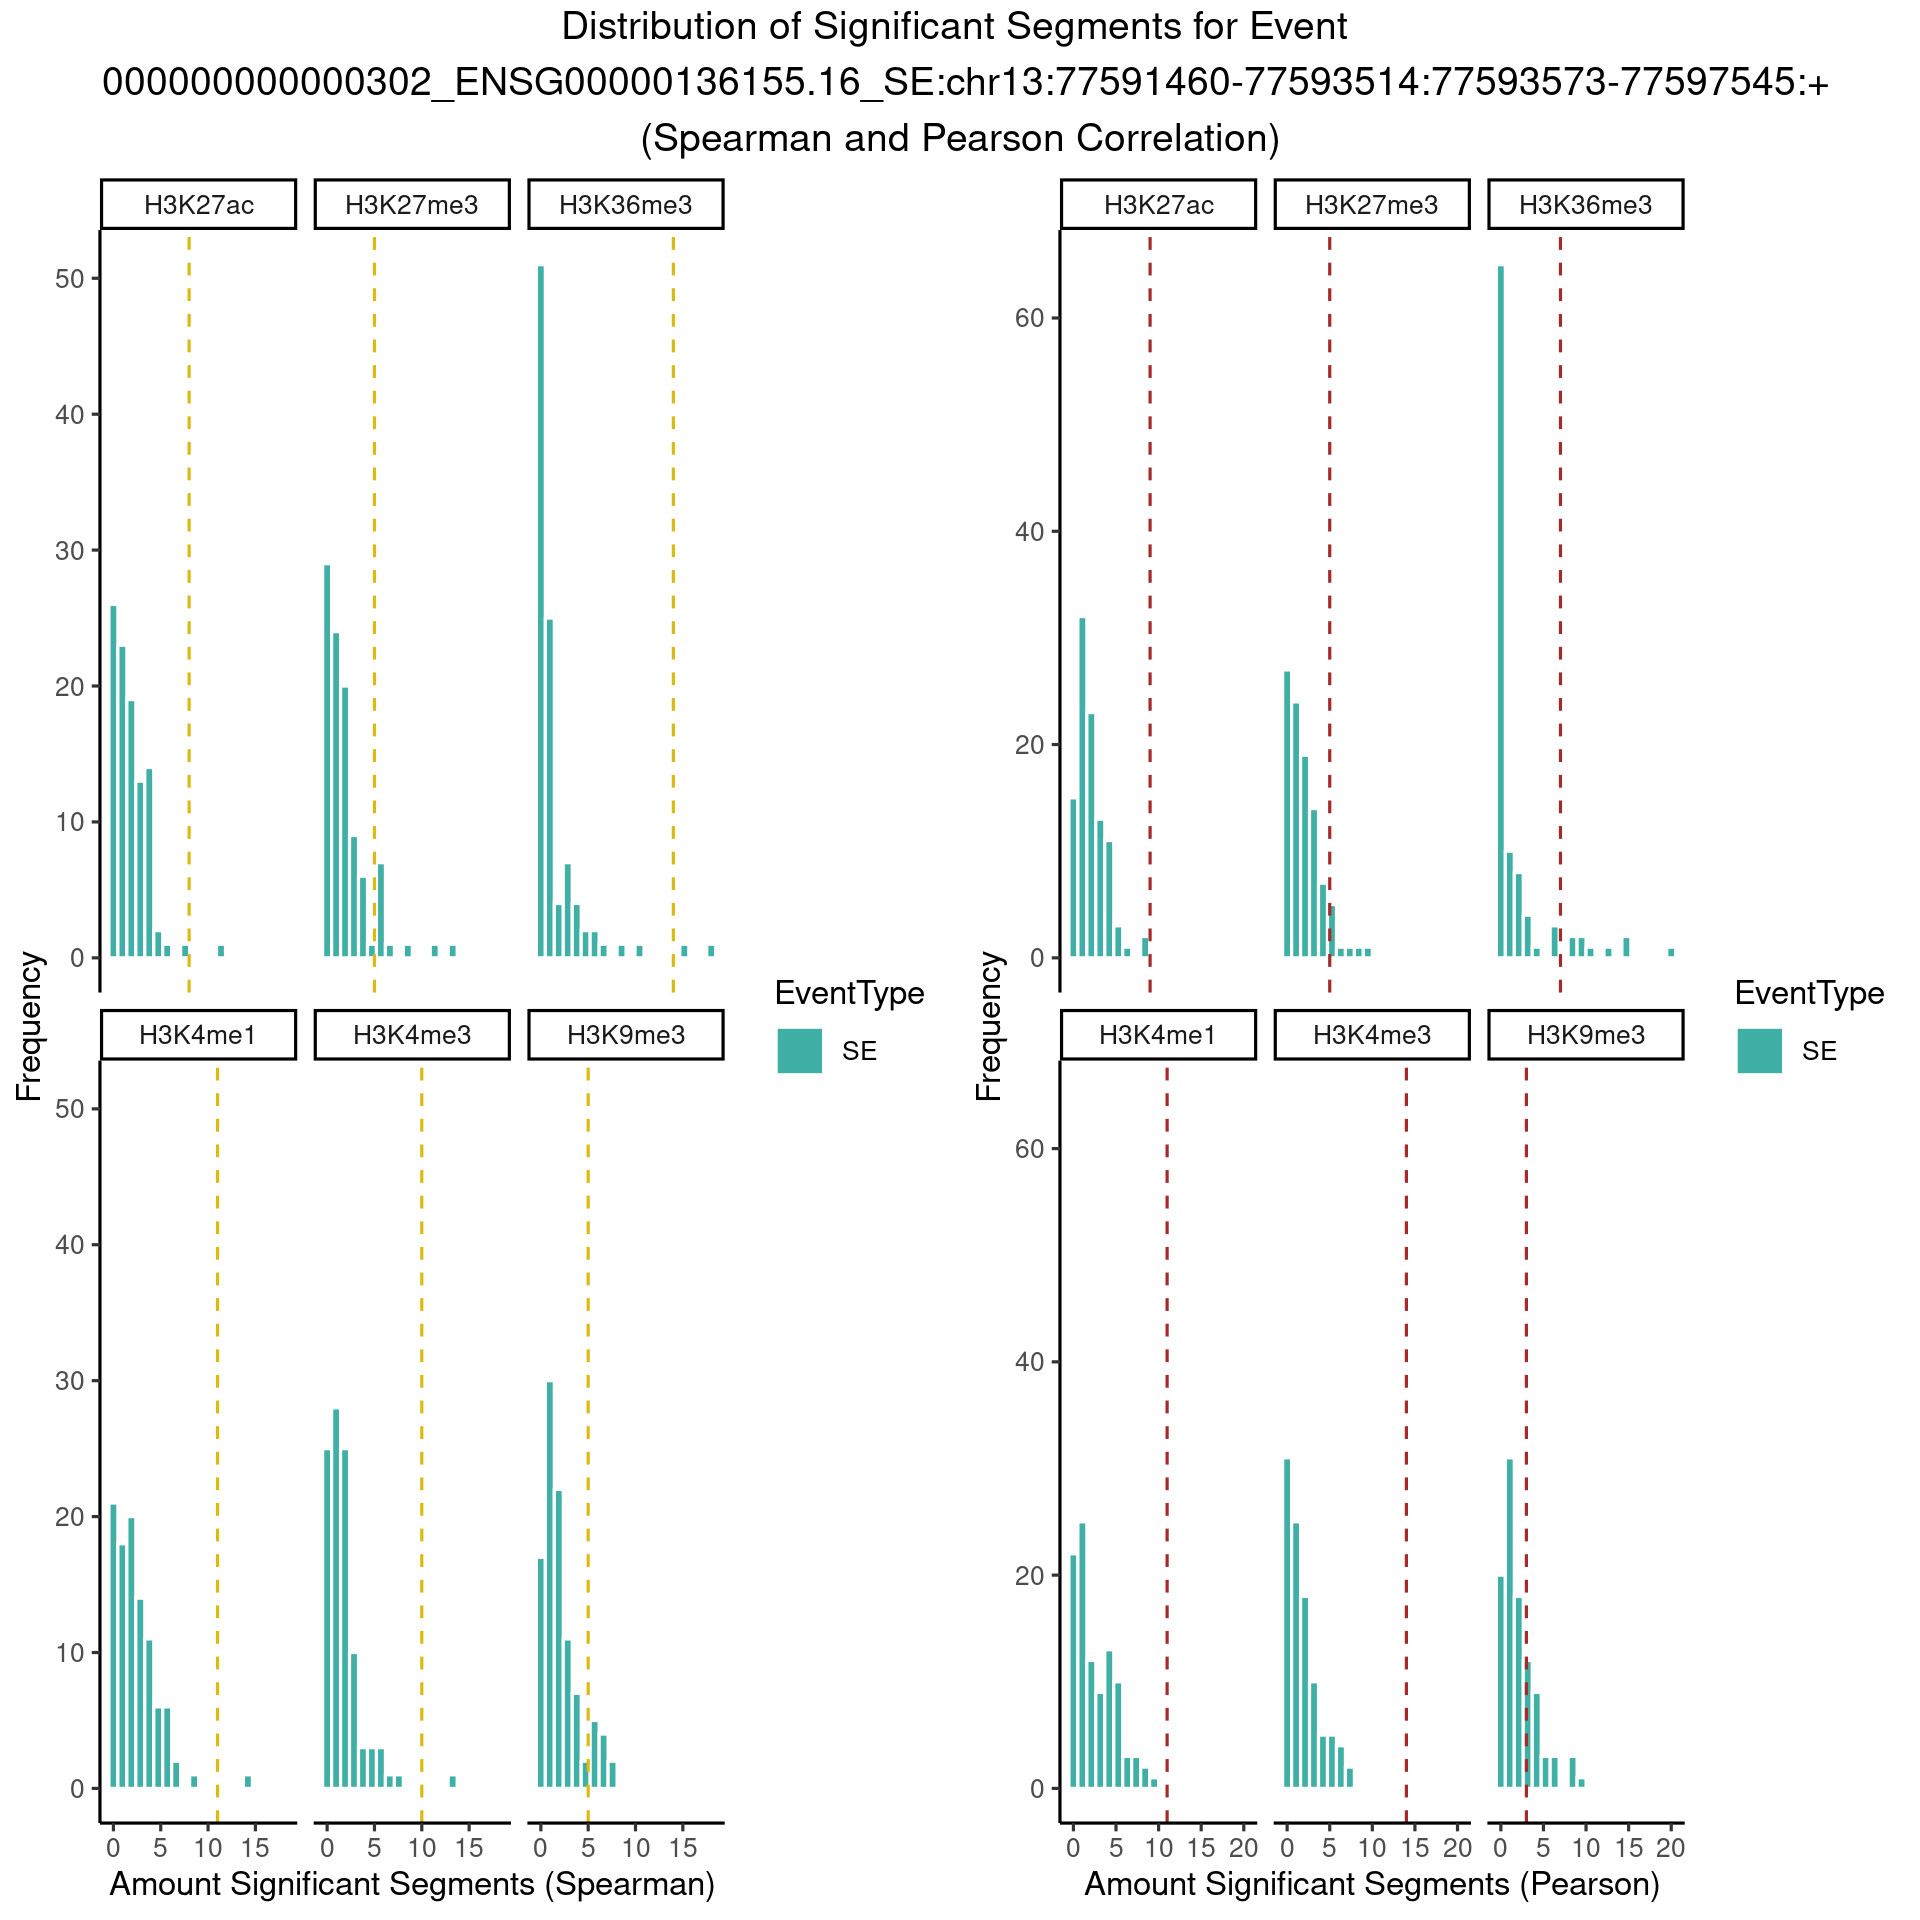 Distribution of Significant Segments for Event
000000000000302_ENSG00000136155.16_SE:chr13:77591460-77593514:77593573-77597545:+
(Spearman and Pearson Correlation)
H3K27ac H3K27me3 H3K36me3
50
40
30
20
10
0
H3K4me1 H3K4me3 H3K9me3
50
40
30
20
10
0
0 5 10 15 0 5 10 15 0 5 10 15
Frequency
Amount Significant Segments (Spearman)
EventType
SE
H3K27ac H3K27me3 H3K36me3
60
40
20
0
H3K4me1 H3K4me3 H3K9me3
60
40
20
0
0 5 10 15 20 0 5 10 15 20 0 5 10 15 20
Frequency
Amount Significant Segments (Pearson)
EventType
SE